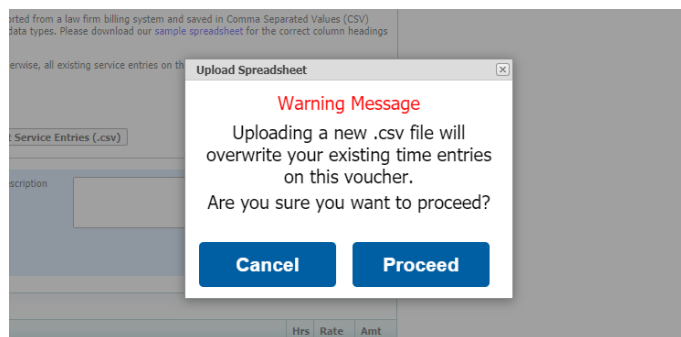 orted from a law firm billing system and saved in Comma Separated Values (CSV)
data types. Please download our sample spreadsheet for the correct column headings
erwise, all existing service entries on th
Upload Spreadsheet
Warning Message
Uploading a new .csv file will
overwrite your existing time entries
on this voucher.
Are you sure you want to proceed?
Cancel Proceed
t Service Entries (.csv)
scription
Hrs Rate Amt